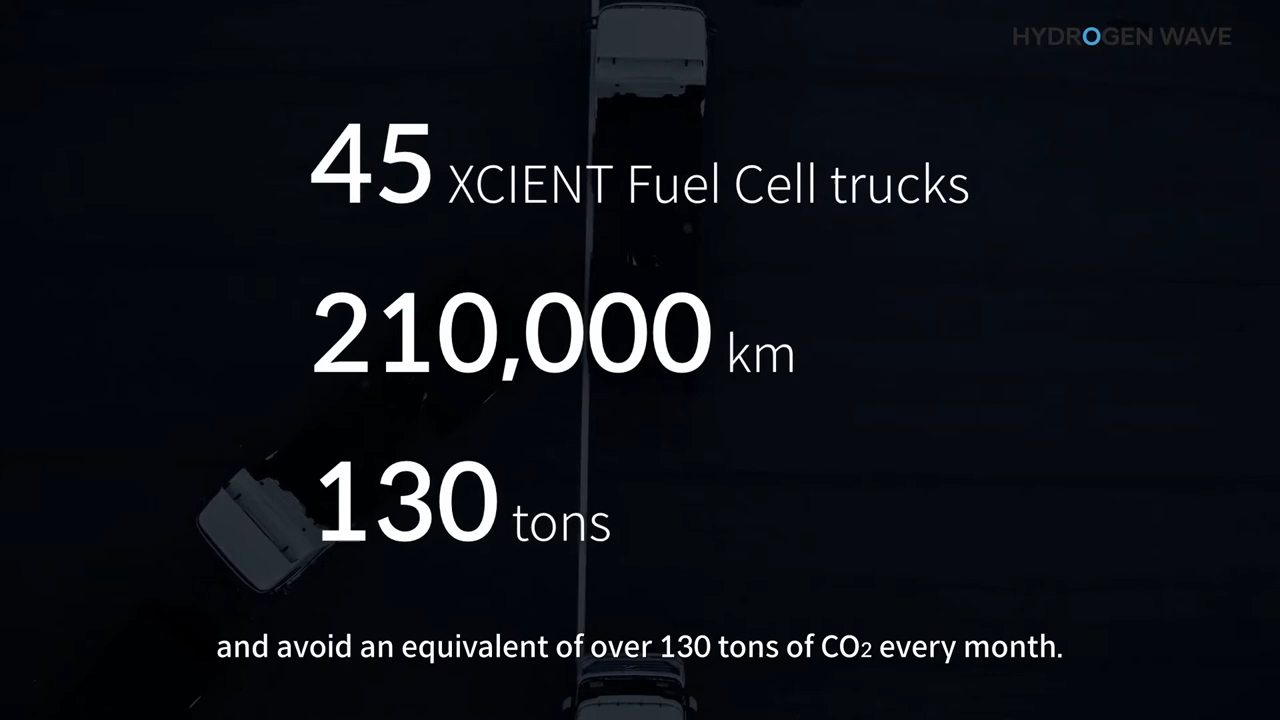 HYDROGEN WAVE
45 XCIENT Fuel Cell trucks
210,000 km
130 tons
and avoid an equivalent of over 130 tons of CO2 every month.